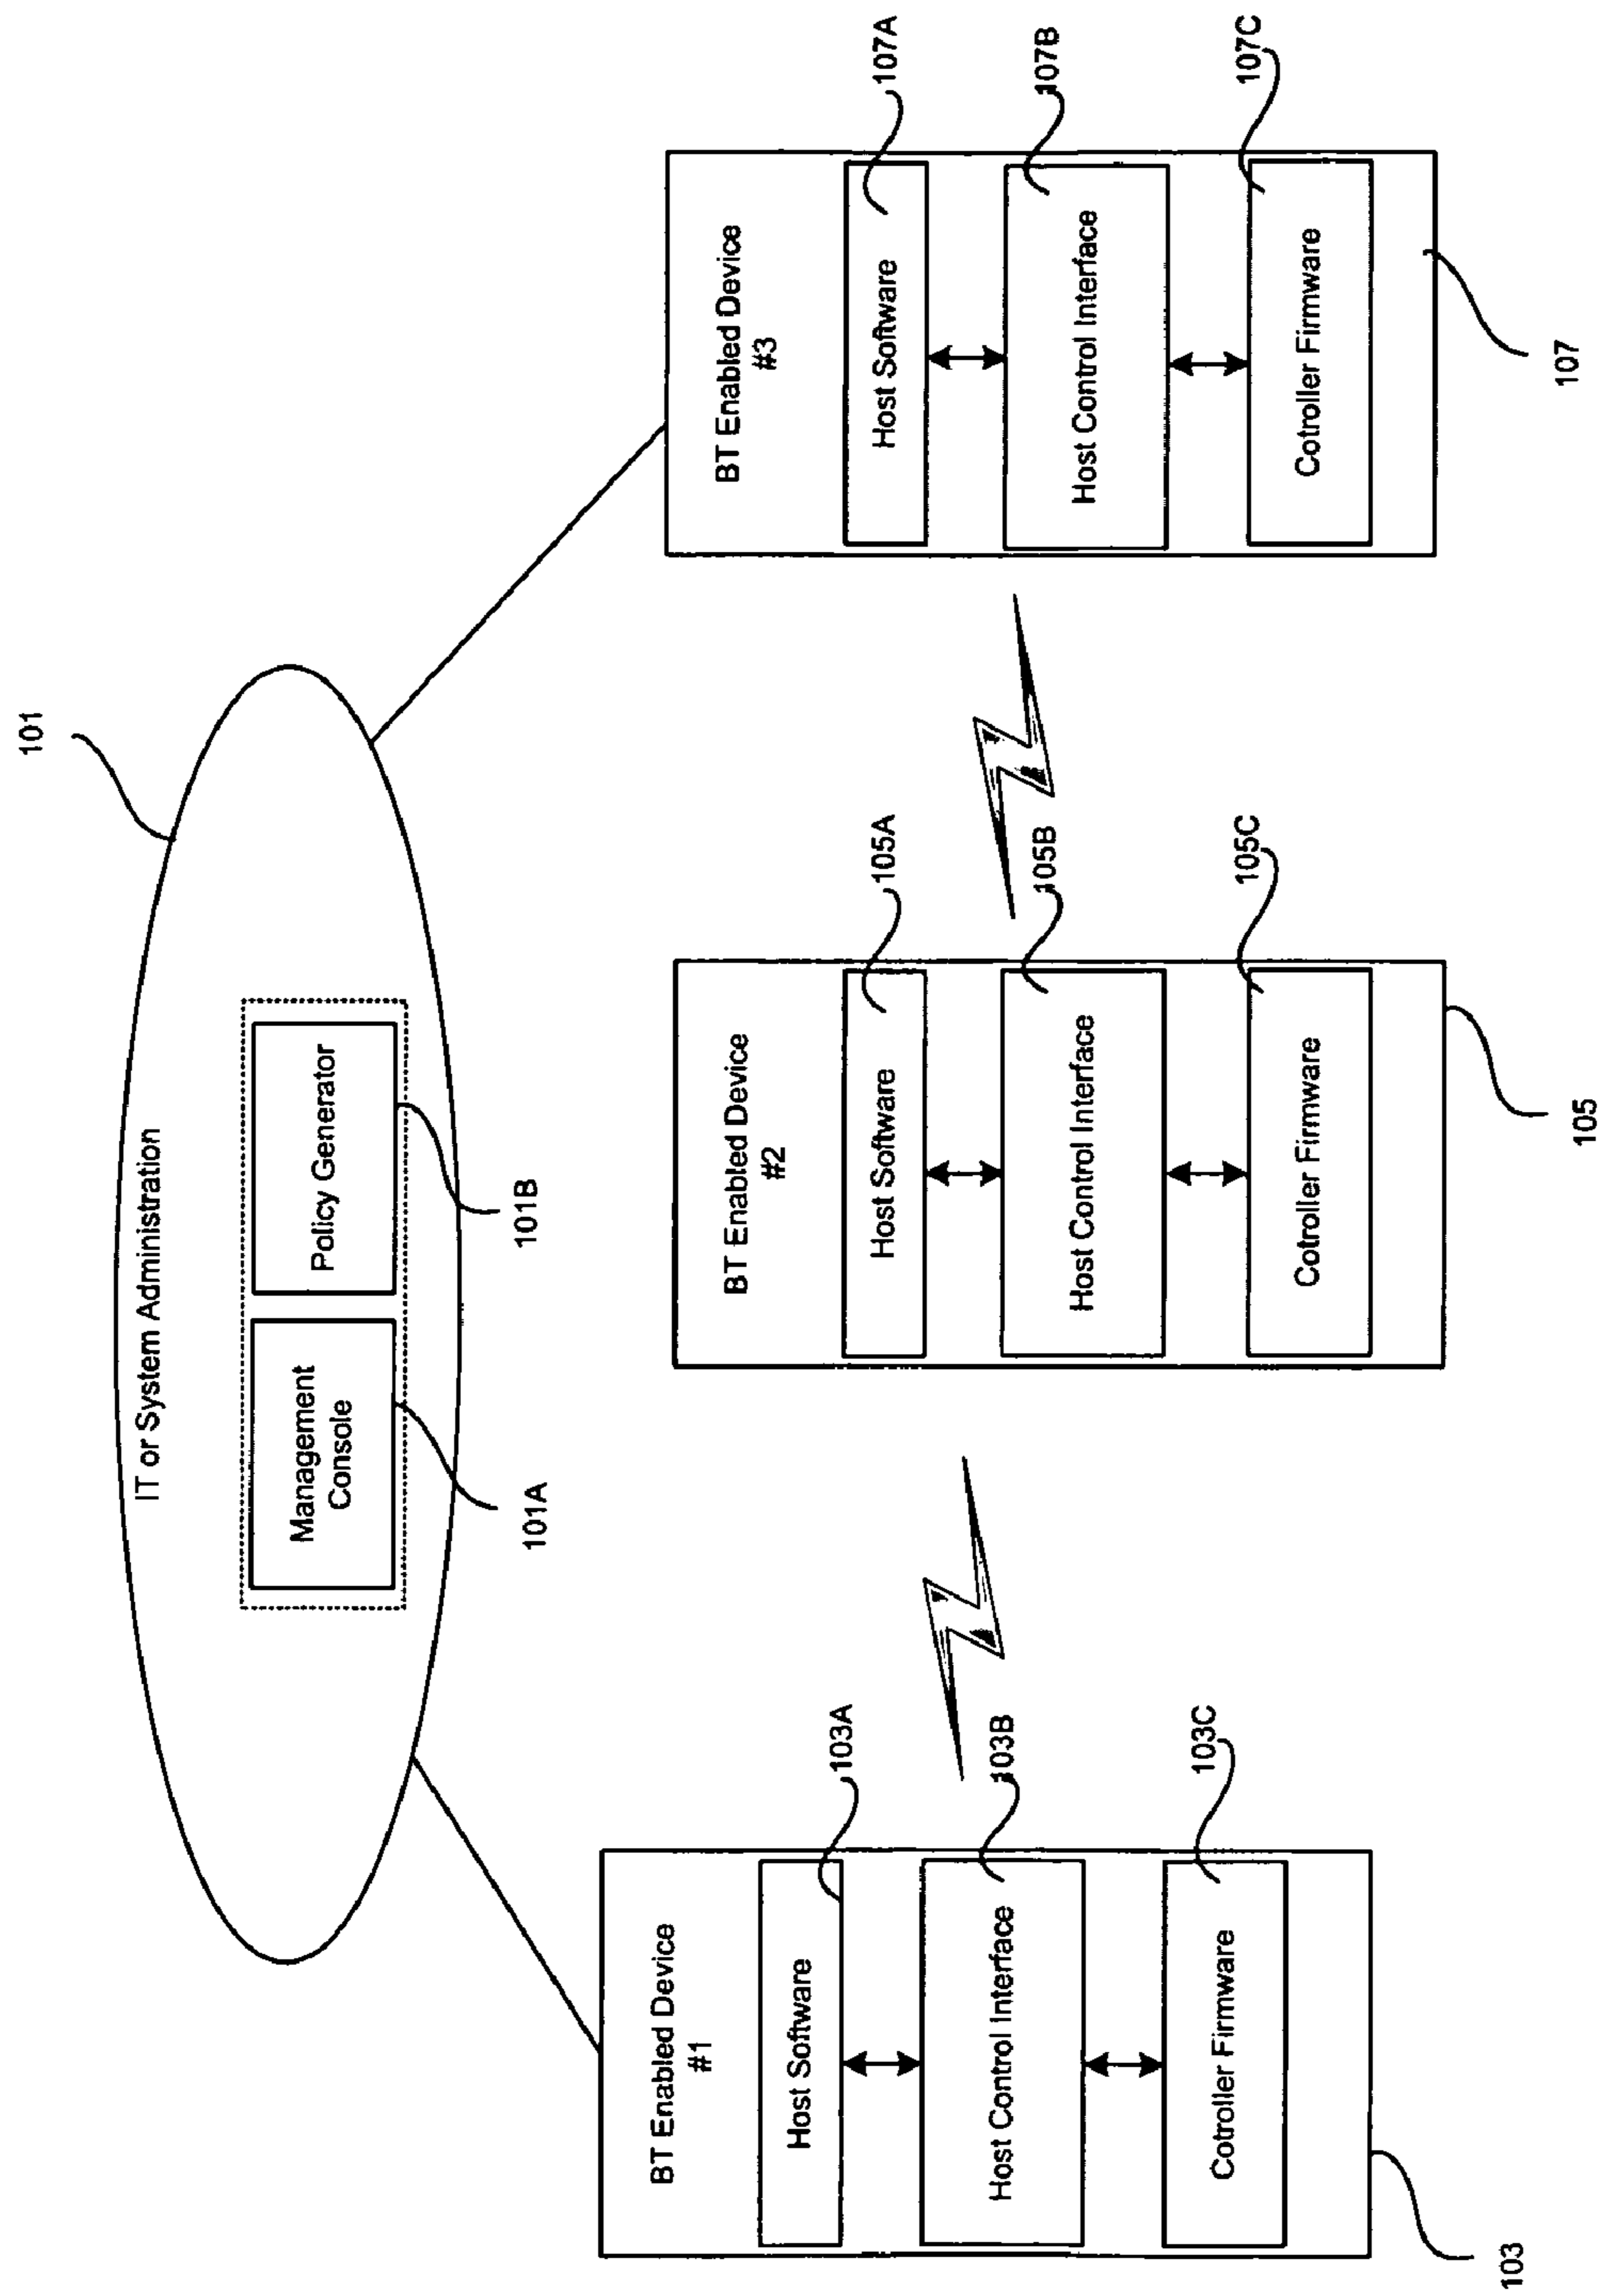 101
IT or System Administration
Management
Console
Policy Generator
101A
101B
BT Enabled Device
#1
Host Software
Host Control Interface
Cotroller Firmware
103A
103B
103C
103
BT Enabled Device
#2
Host Software
Host Control Interface
Cotroller Firmware
105A
105B
105C
105
BT Enabled Device
#3
Host Software
Host Control Interface
Cotroller Firmware
107A
107B
107C
107